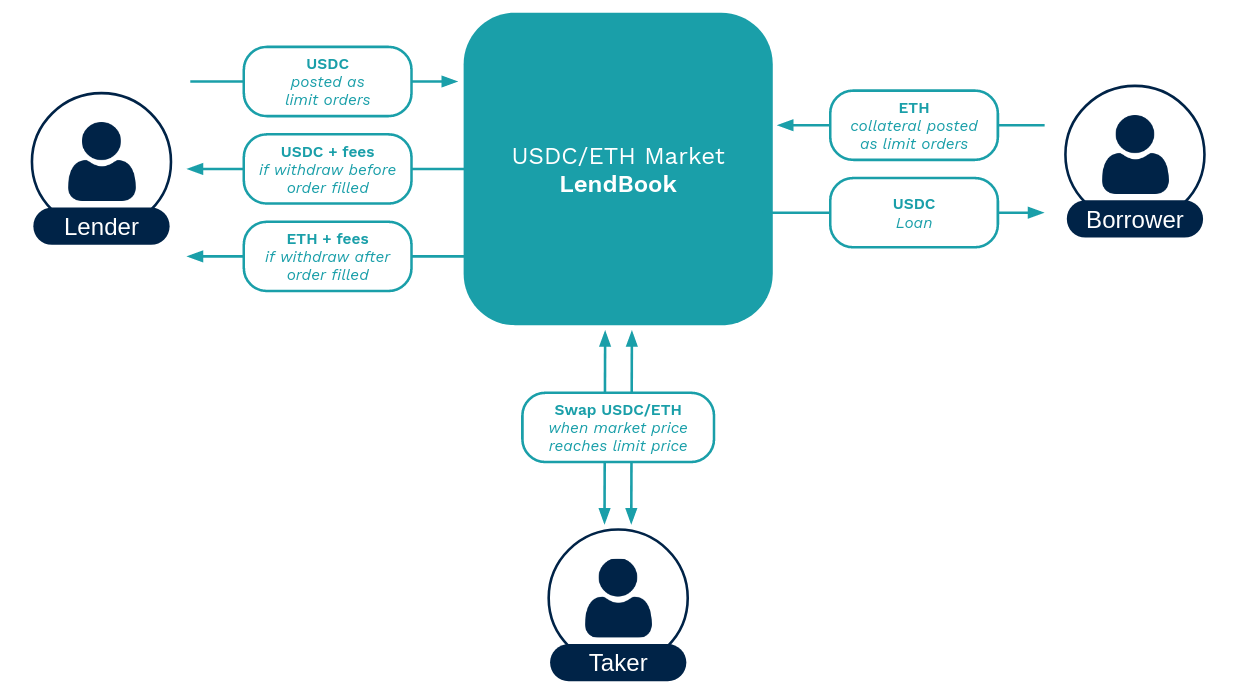 USDC
posted as
limit orders
USDC + fees
if withdraw before
order filled
ETH + fees
if withdraw after
order filled
Lender
USDC/ETH Market
LendBook
ETH
collateral posted
as limit orders
USDC
Loan
Borrower
Swap USDC/ETH
when market price
reaches limit price
Taker